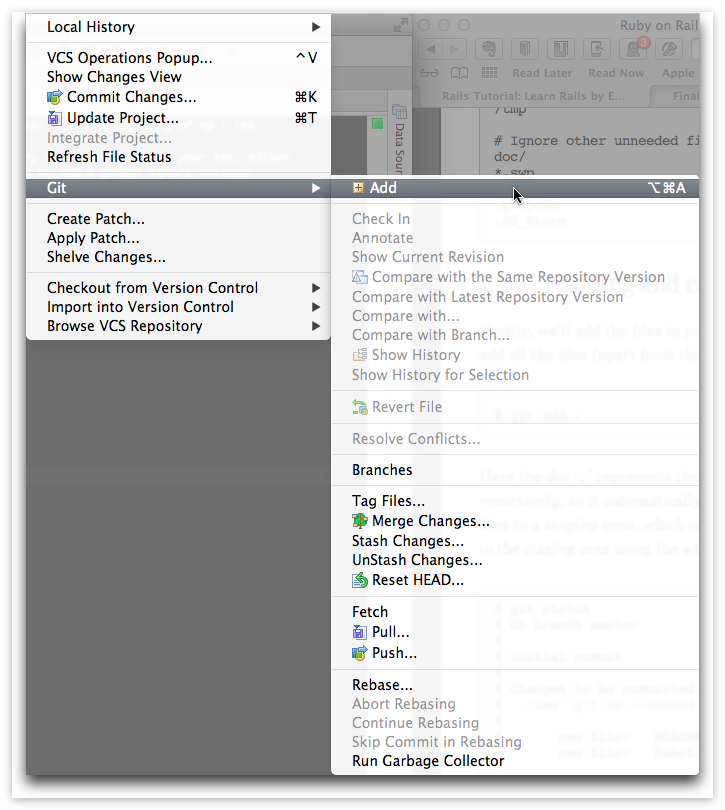 Local History
VCS Operations Popup... ^V
Show Changes View
Commit Changes... ⌘K
Update Project... ⌘T
Integrate Project...
Refresh File Status
Git
Create Patch...
Apply Patch...
Shelve Changes...
Checkout from Version Control
Import into Version Control
Browse VCS Repository
Add ⌥⌘A
Check In
Annotate
Show Current Revision
Compare with the Same Repository Version
Compare with Latest Repository Version
Compare with...
Compare with Branch...
Show History
Show History for Selection
Revert File
Resolve Conflicts...
Branches
Tag Files...
Merge Changes...
Stash Changes...
UnStash Changes...
Reset HEAD...
Fetch
Pull...
Push...
Rebase...
Abort Rebasing
Continue Rebasing
Skip Commit in Rebasing
Run Garbage Collector
Ruby on Rail
3
Read Later Read Now Apple
Rails Tutorial: Learn Rails by E... Final
Data Sour
/tmp
# Ignore other unneeded fi
doc/
*.swp